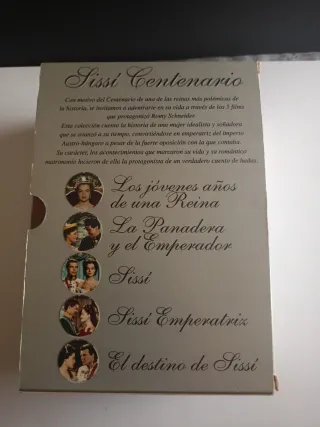 Sissí Centenario
Con motivo del Centenario de una de las reinas más polémicas de
la historia, te invitamos a adentrarte en su vida a través de los 5 films
que protagonizó Romy Schneider.
Esta colección cuenta la historia de una mujer idealista y soñadora
que se avanzó a su tiempo, convirtiéndose en emperatriz del Imperio
Austro-húngaro a pesar de la fuerte oposición con la que contaba.
Su carácter, los acontecimientos que marcaron su vida y su romántico
matrimonio hicieron de ella la protagonista de un verdadero cuento de hadas.
Los jóvenes años
de una Reina
La Panadera
y el Emperador
Sissí
Sissí Emperatriz
El destino de Sissí